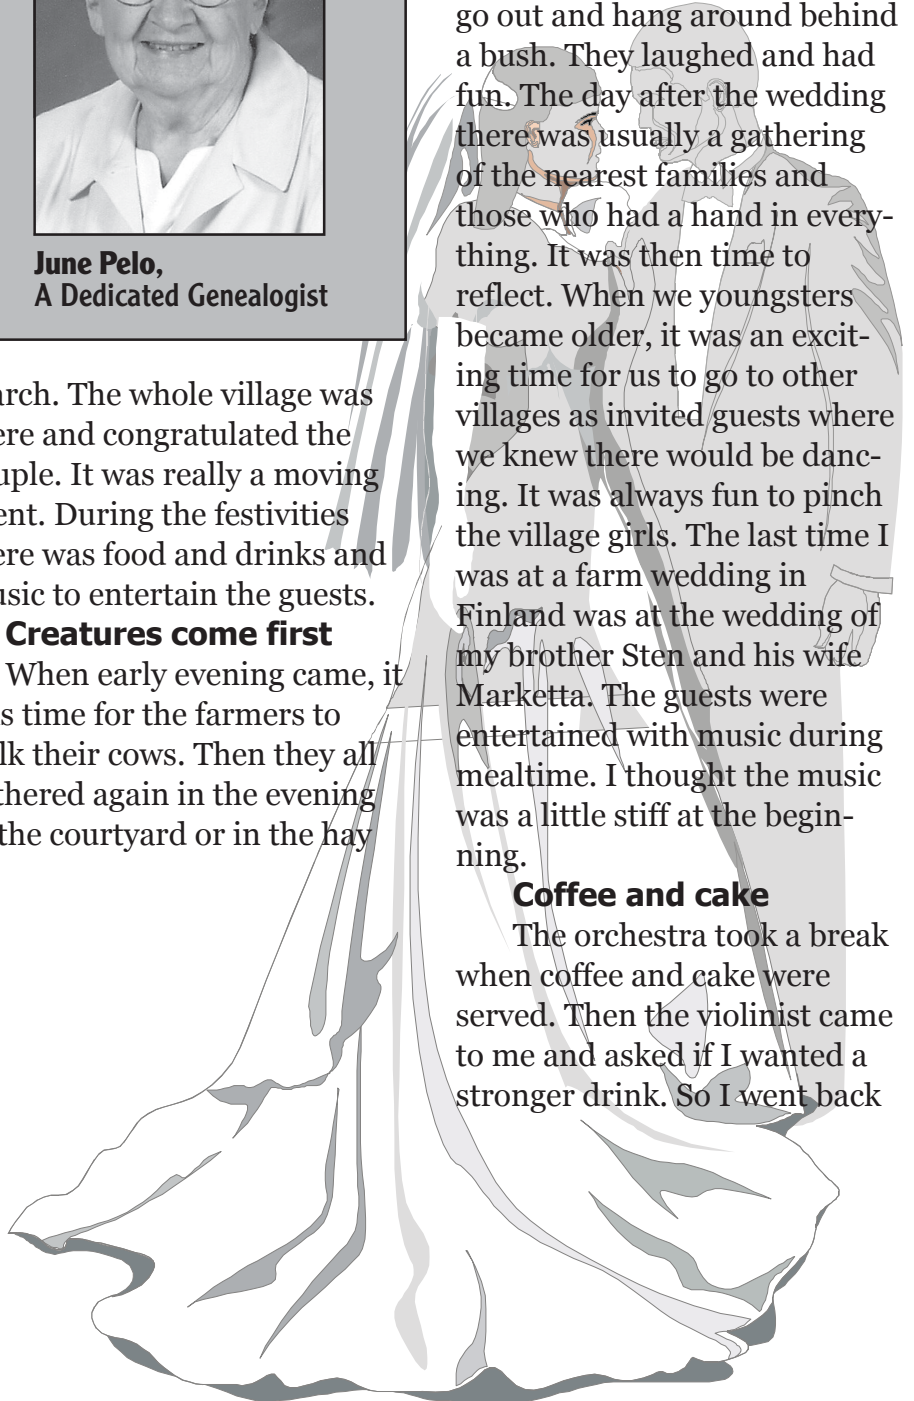 June Pelo,
A Dedicated Genealogist
arch. The whole village was
ere and congratulated the
uple. It was really a moving
ent. During the festivities
ere was food and drinks and
usic to entertain the guests.
Creatures come first
When early evening came, it
s time for the farmers to
lk their cows. Then they all
thered again in the evening
the courtyard or in the hay
go out and hang around behind
a bush. They laughed and had
fun. The day after the wedding
there was usually a gathering
of the nearest families and
those who had a hand in every-
thing. It was then time to
reflect. When we youngsters
became older, it was an excit-
ing time for us to go to other
villages as invited guests where
we knew there would be danc-
ing. It was always fun to pinch
the village girls. The last time I
was at a farm wedding in
Finland was at the wedding of
my brother Sten and his wife
Marketta. The guests were
entertained with music during
mealtime. I thought the music
was a little stiff at the begin-
ning.
Coffee and cake
The orchestra took a break
when coffee and cake were
served. Then the violinist came
to me and asked if I wanted a
stronger drink. So I went back